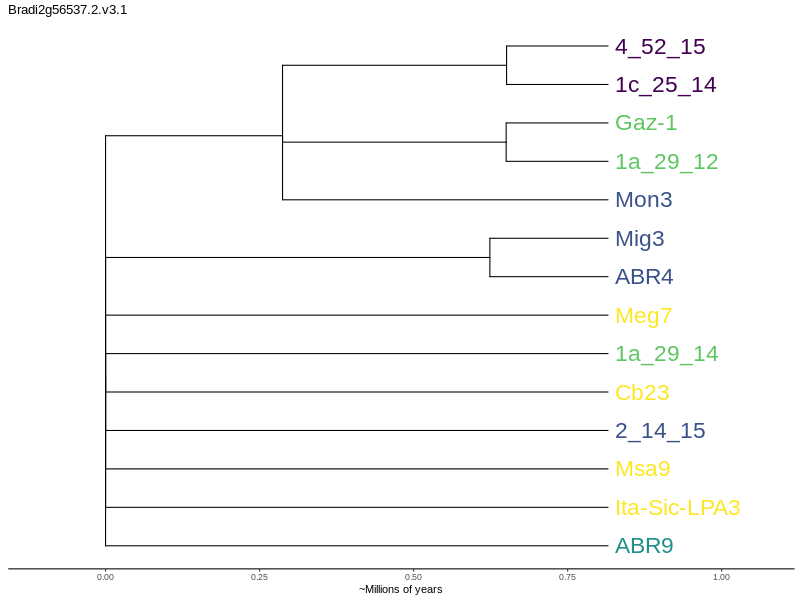 Bradi2g56537.2.v3.1
4_52_15
1c_25_14
Gaz-1
1a_29_12
Mon3
Mig3
ABR4
Meg7
1a_29_14
Cb23
2_14_15
Msa9
Ita-Sic-LPA3
ABR9
0.00 0.25 0.50 0.75 1.00
~Millions of years